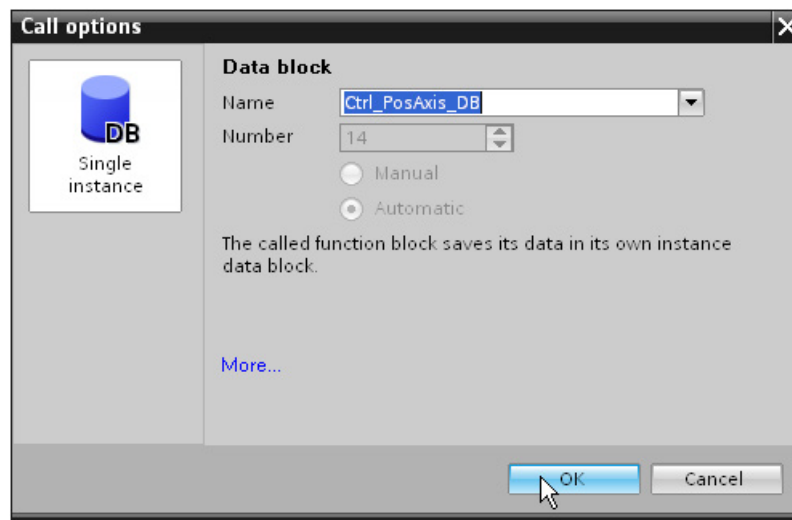 Call options
DB
Single
instance
Data block
Name
Ctrl_PosAxis_DB
Number
14
Manual
Automatic
The called function block saves its data in its own instance
data block.
More...
OK
Cancel